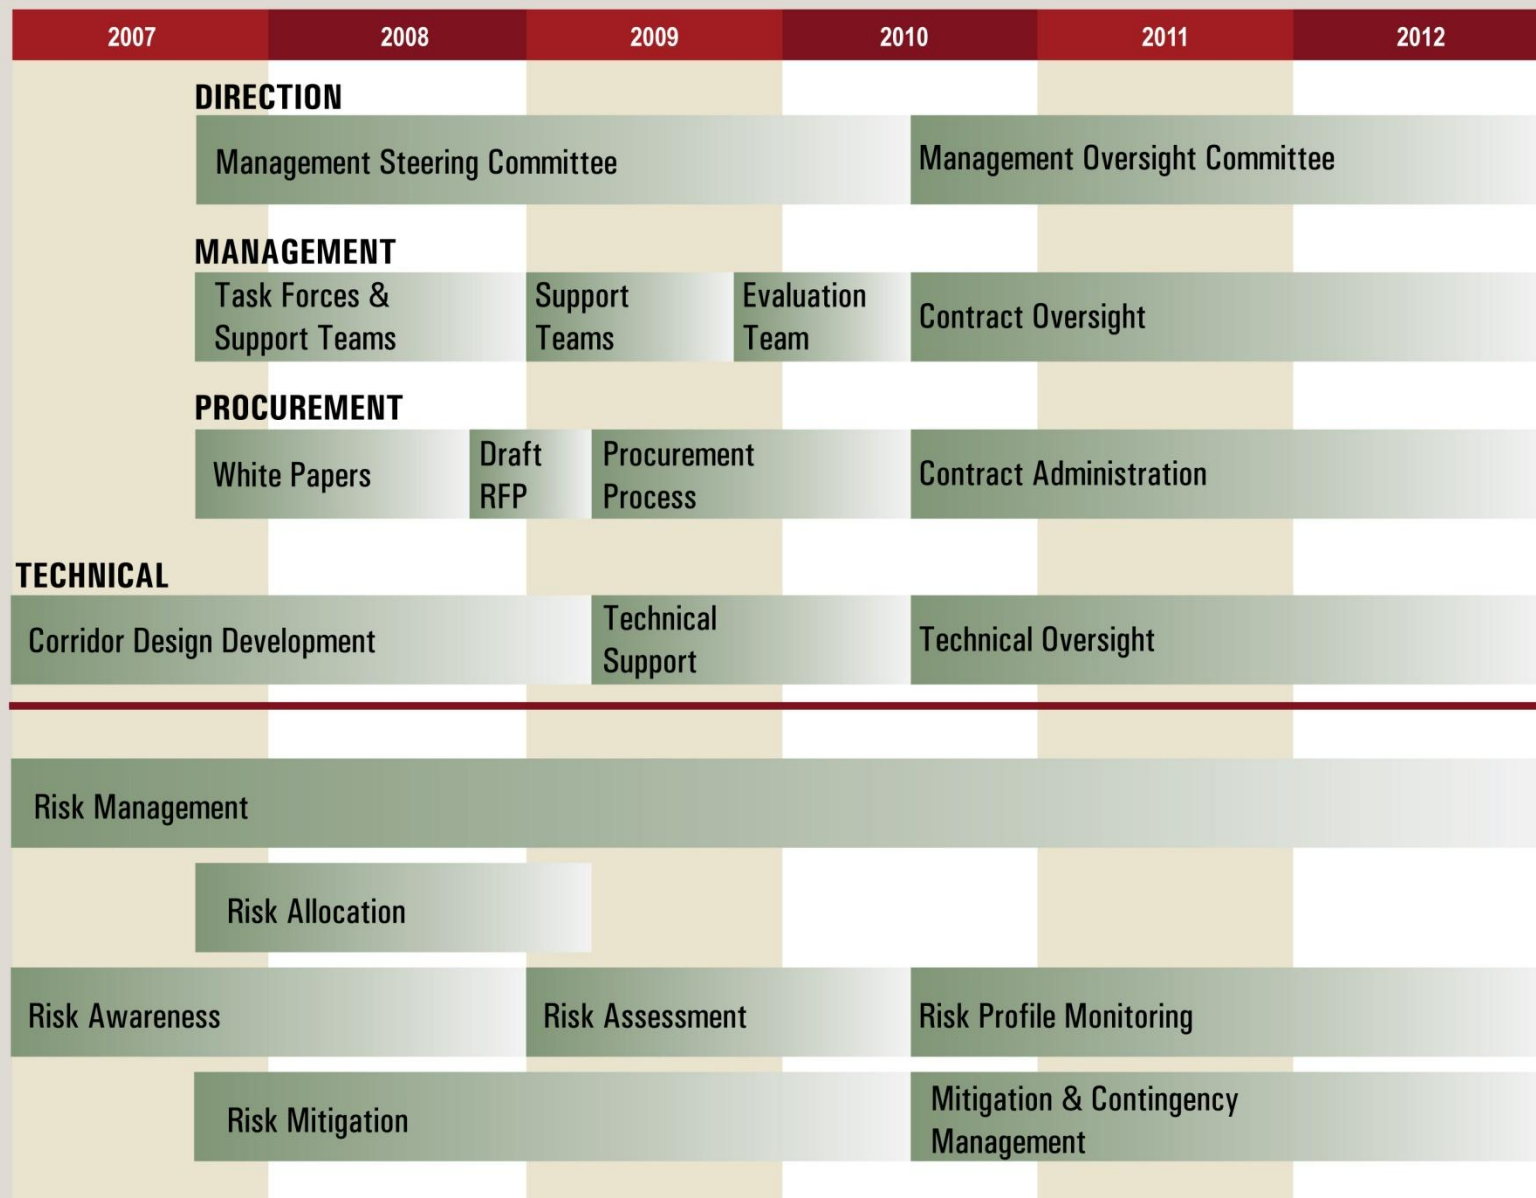 2007 2008 2009 2010 2011 2012
DIRECTION
Management Steering Committee
Management Oversight Committee
MANAGEMENT
Task Forces &
Support Teams
Support
Teams
Evaluation
Team
Contract Oversight
PROCUREMENT
White Papers
Draft
RFP
Procurement
Process
Contract Administration
TECHNICAL
Corridor Design Development
Technical
Support
Technical Oversight
Risk Management
Risk Allocation
Risk Awareness
Risk Assessment
Risk Profile Monitoring
Risk Mitigation
Mitigation & Contingency
Management